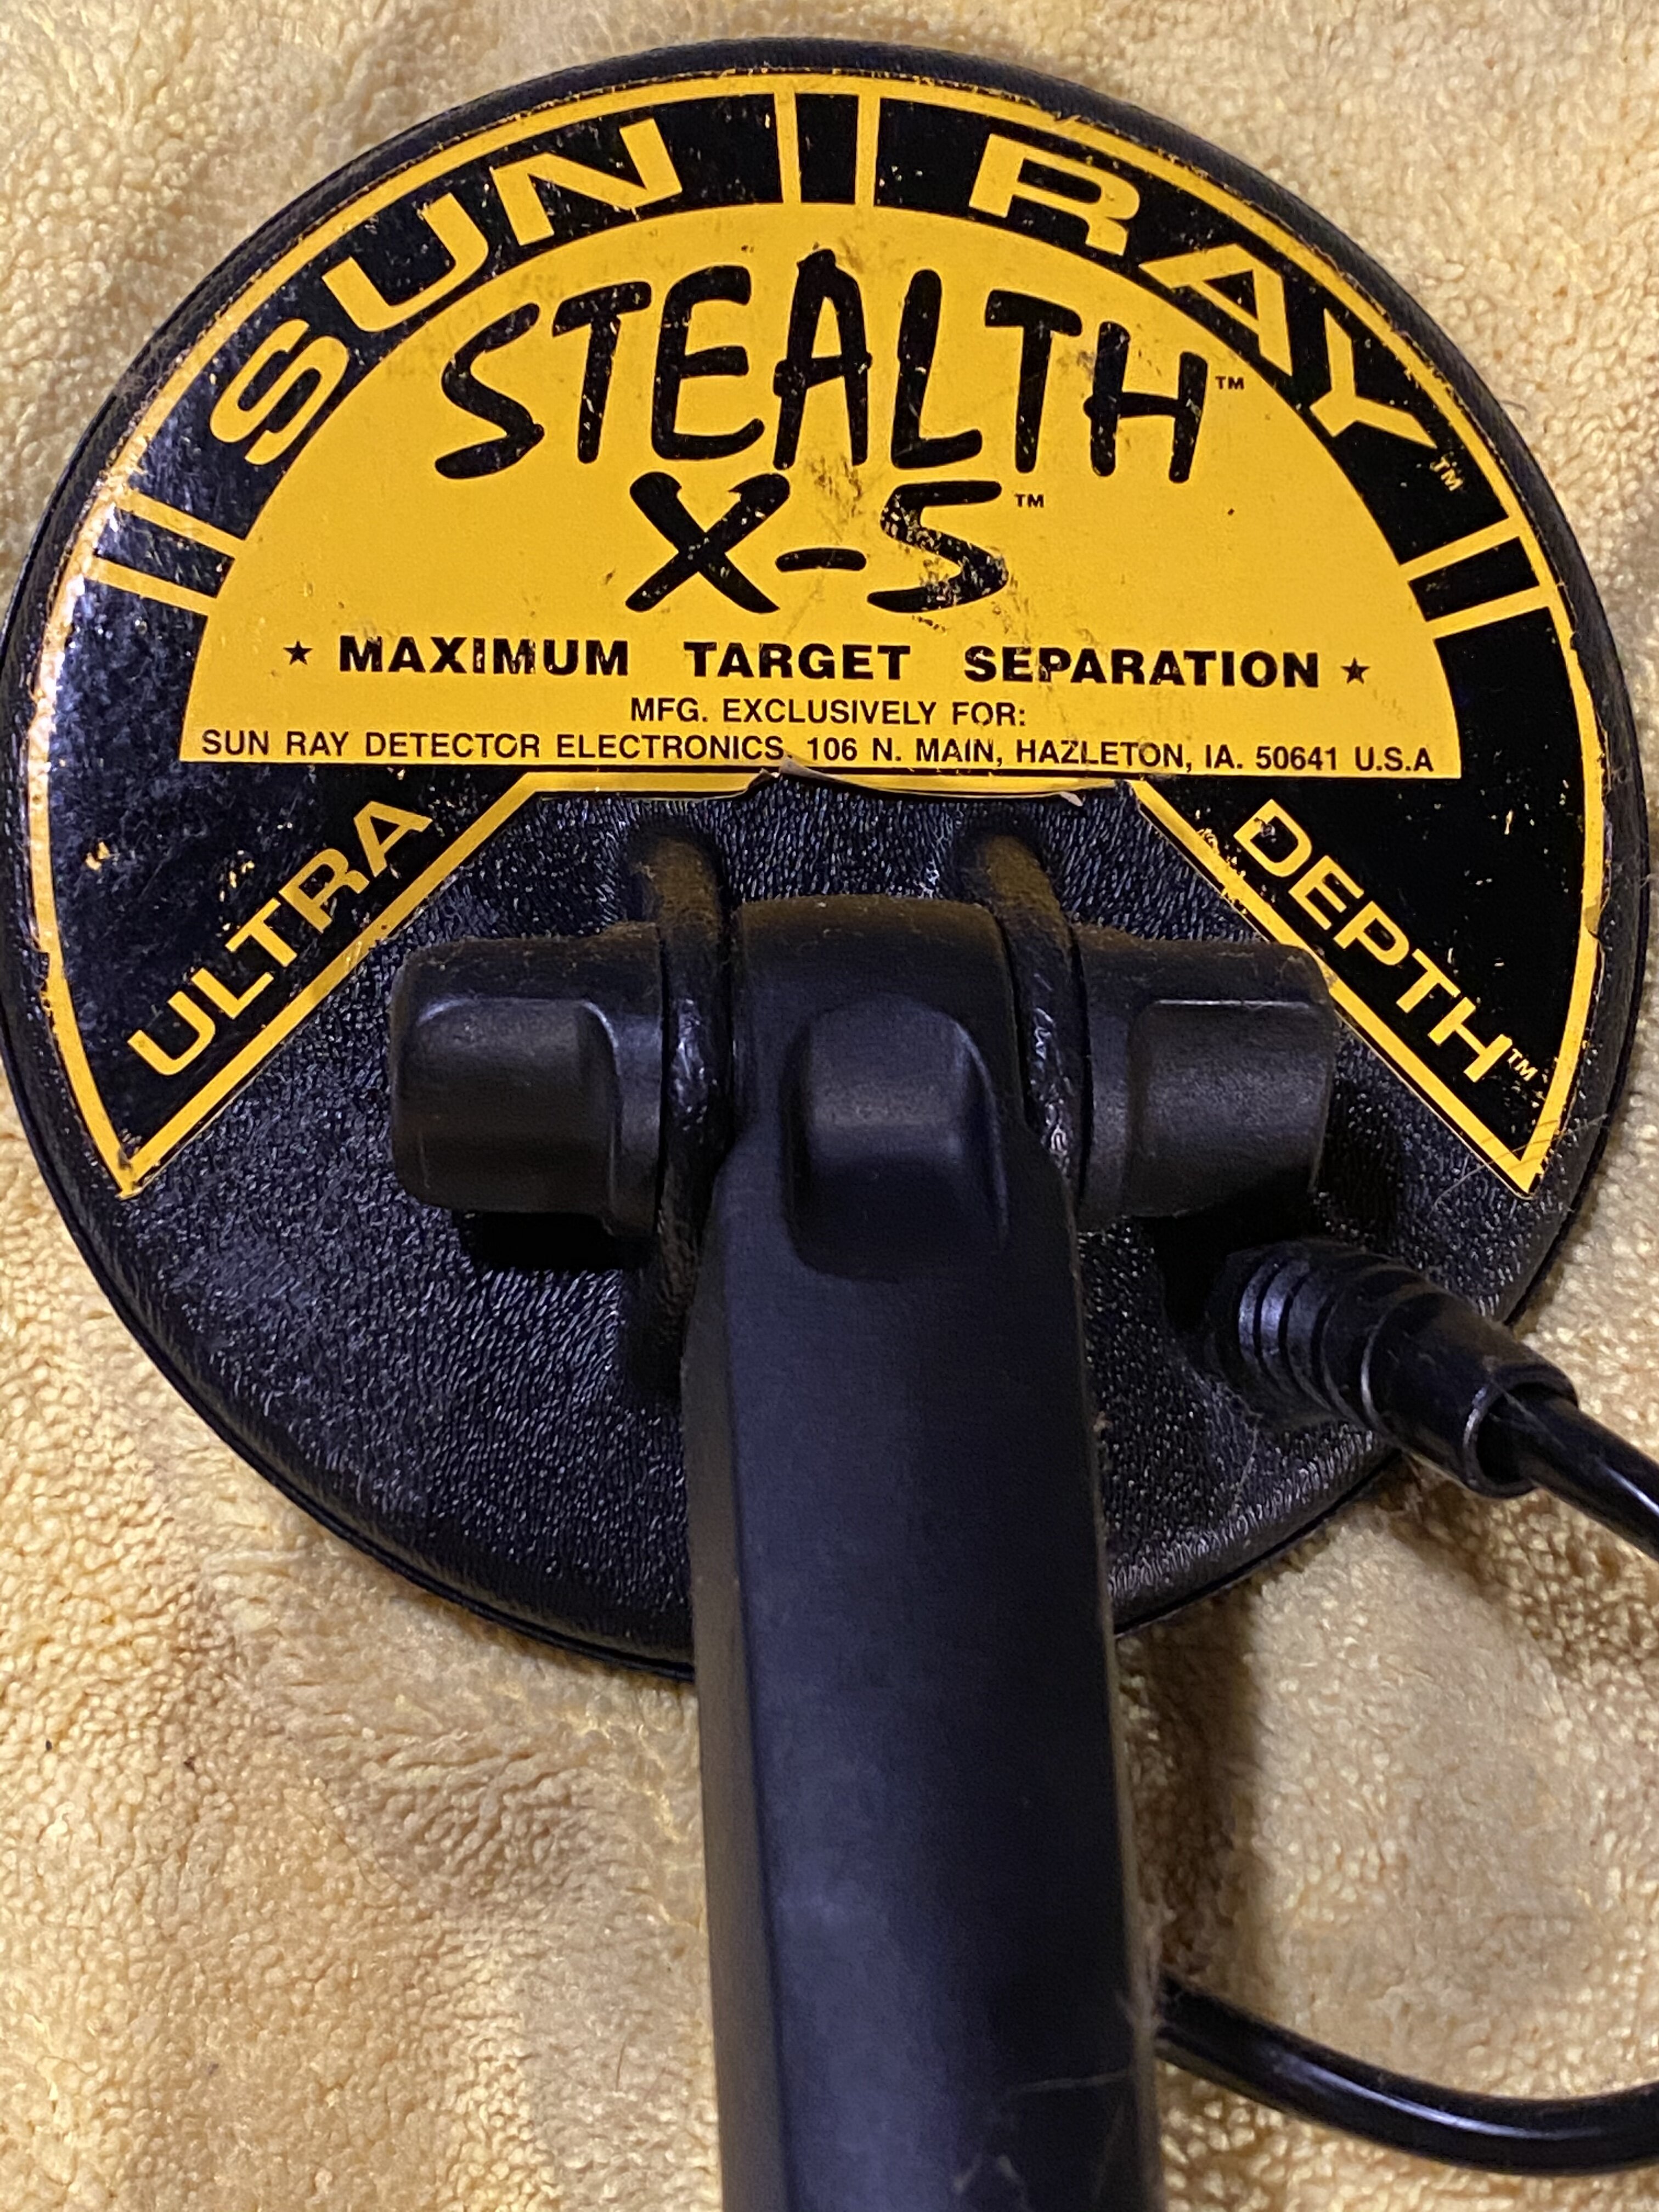 SUN RAY™
STEALTH™
X-5™
★ MAXIMUM TARGET SEPARATION ★
MFG. EXCLUSIVELY FOR:
SUN RAY DETECTOR ELECTRONICS, 106 N. MAIN, HAZLETON, IA. 50641 U.S.A
ULTRA DEPTH™